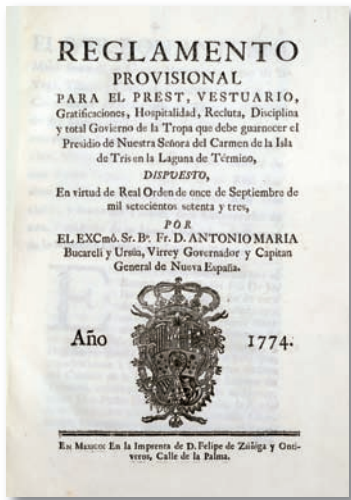 REGLAMENTO
PROVISIONAL
PARA EL PREST, VESTUARIO,
Gratificaciones, Hospitalidad, Recluta, Disciplina
y total Govierno de la Tropa que debe guarnecer el
Presidio de Nuestra Señora del Carmen de la Isla
de Tris en la Laguna de Término,
DISPUESTO,
En virtud de Real Orden de once de Septiembre de
mil setecientos setenta y tres,
POR
EL EXCmô. Sr. Bº. Fr. D. ANTONIO MARIA
Bucareli y Ursúa, Virrey Governador y Capitan
General de Nueva España.
Año 1774.
EN MEXICO: En la Imprenta de D. Felipe de Zúñiga y Onti-
veros, Calle de la Palma.